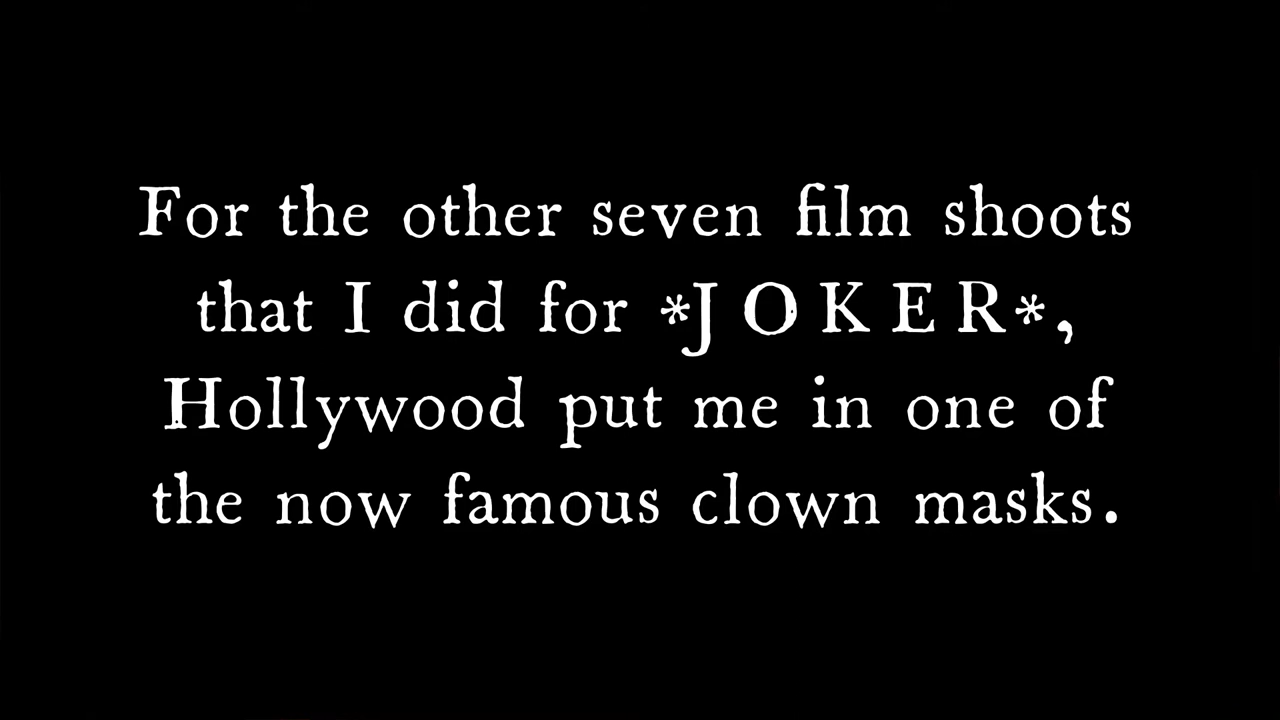 For the other seven film shoots
that I did for *J O K E R*,
Hollywood put me in one of
the now famous clown masks.